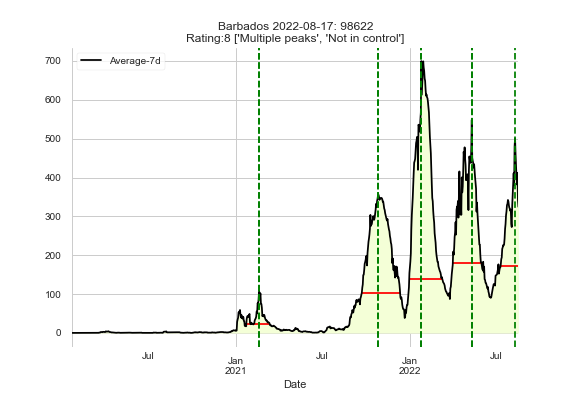 Barbados 2022-08-17: 98622
Rating:8 ['Multiple peaks', 'Not in control']
Average-7d
700
600
500
400
300
200
100
0
Jul
Jan
2021
Jul
Jan
2022
Jul
Date